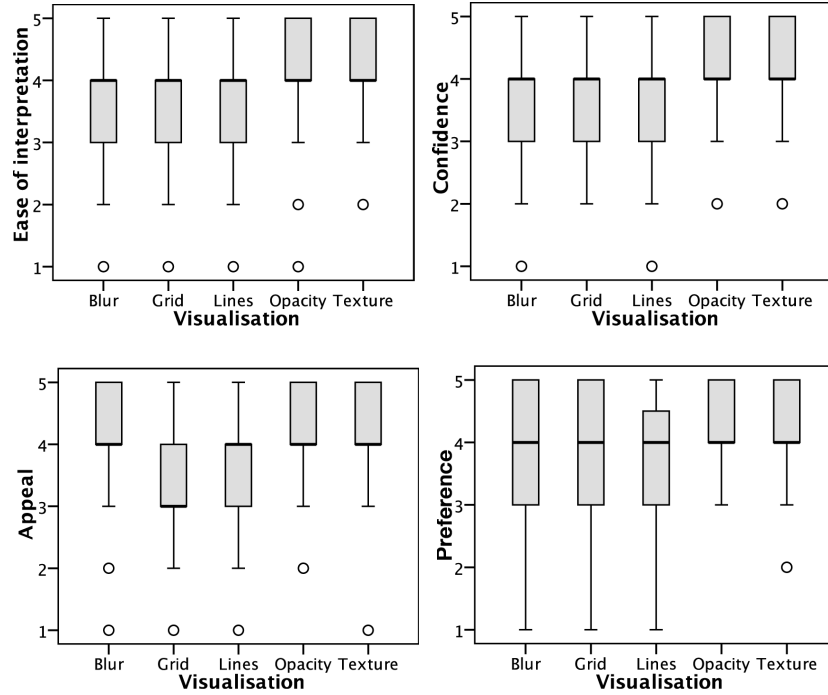 Ease of interpretation
5
4
3
2
1
Blur Grid Lines Opacity Texture
Visualisation
Confidence
5
4
3
2
1
Blur Grid Lines Opacity Texture
Visualisation
Appeal
5
4
3
2
1
Blur Grid Lines Opacity Texture
Visualisation
Preference
5
4
3
2
1
Blur Grid Lines Opacity Texture
Visualisation